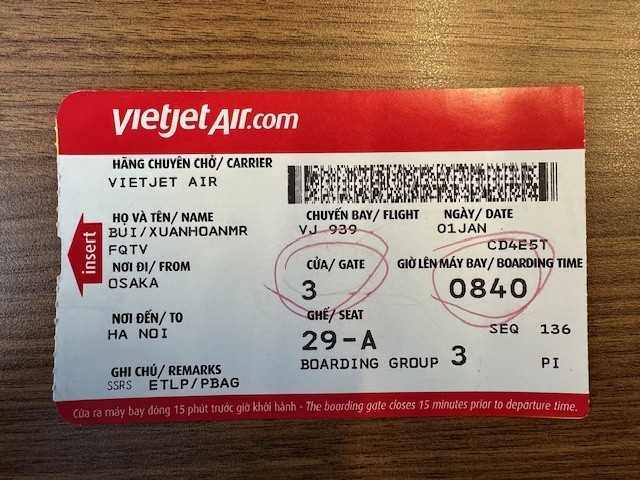 vietjetAir.com
HÃNG CHUYÊN CHỞ/ CARRIER
VIETJET AIR
HỌ VÀ TÊN/ NAME
BUI/XUANHOANMR
FQTV
NƠI ĐI/ FROM
OSAKA
NƠI ĐẾN/ TO
HA NOI
GHI CHÚ/ REMARKS
SSRS ETLP/PBAG
insert
CHUYẾN BAY/ FLIGHT NGÀY/ DATE
VJ 939 01JAN
CD4E5T
CỬA/ GATE GIỜ LÊN MÁY BAY/ BOARDING TIME
3 0840
GHẾ/ SEAT
29-A SEQ 136
BOARDING GROUP 3 PI
Cửa ra máy bay đóng 15 phút trước giờ khởi hành - The boarding gate closes 15 minutes prior to departure time.